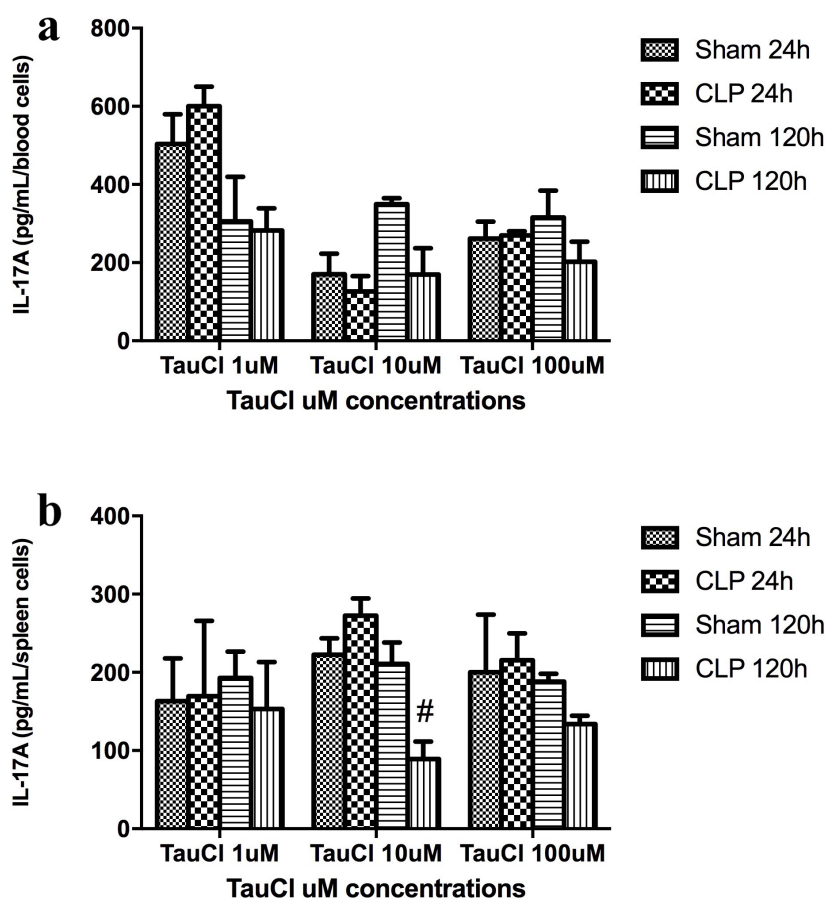 a
IL-17A (pg/mL/blood cells)
800
600
400
200
0
TauCl 1uM TauCl 10uM TauCl 100uM
TauCl uM concentrations
Sham 24h
CLP 24h
Sham 120h
CLP 120h
b
IL-17A (pg/mL/spleen cells)
400
300
200
100
0
#
TauCl 1uM TauCl 10uM TauCl 100uM
TauCl uM concentrations
Sham 24h
CLP 24h
Sham 120h
CLP 120h